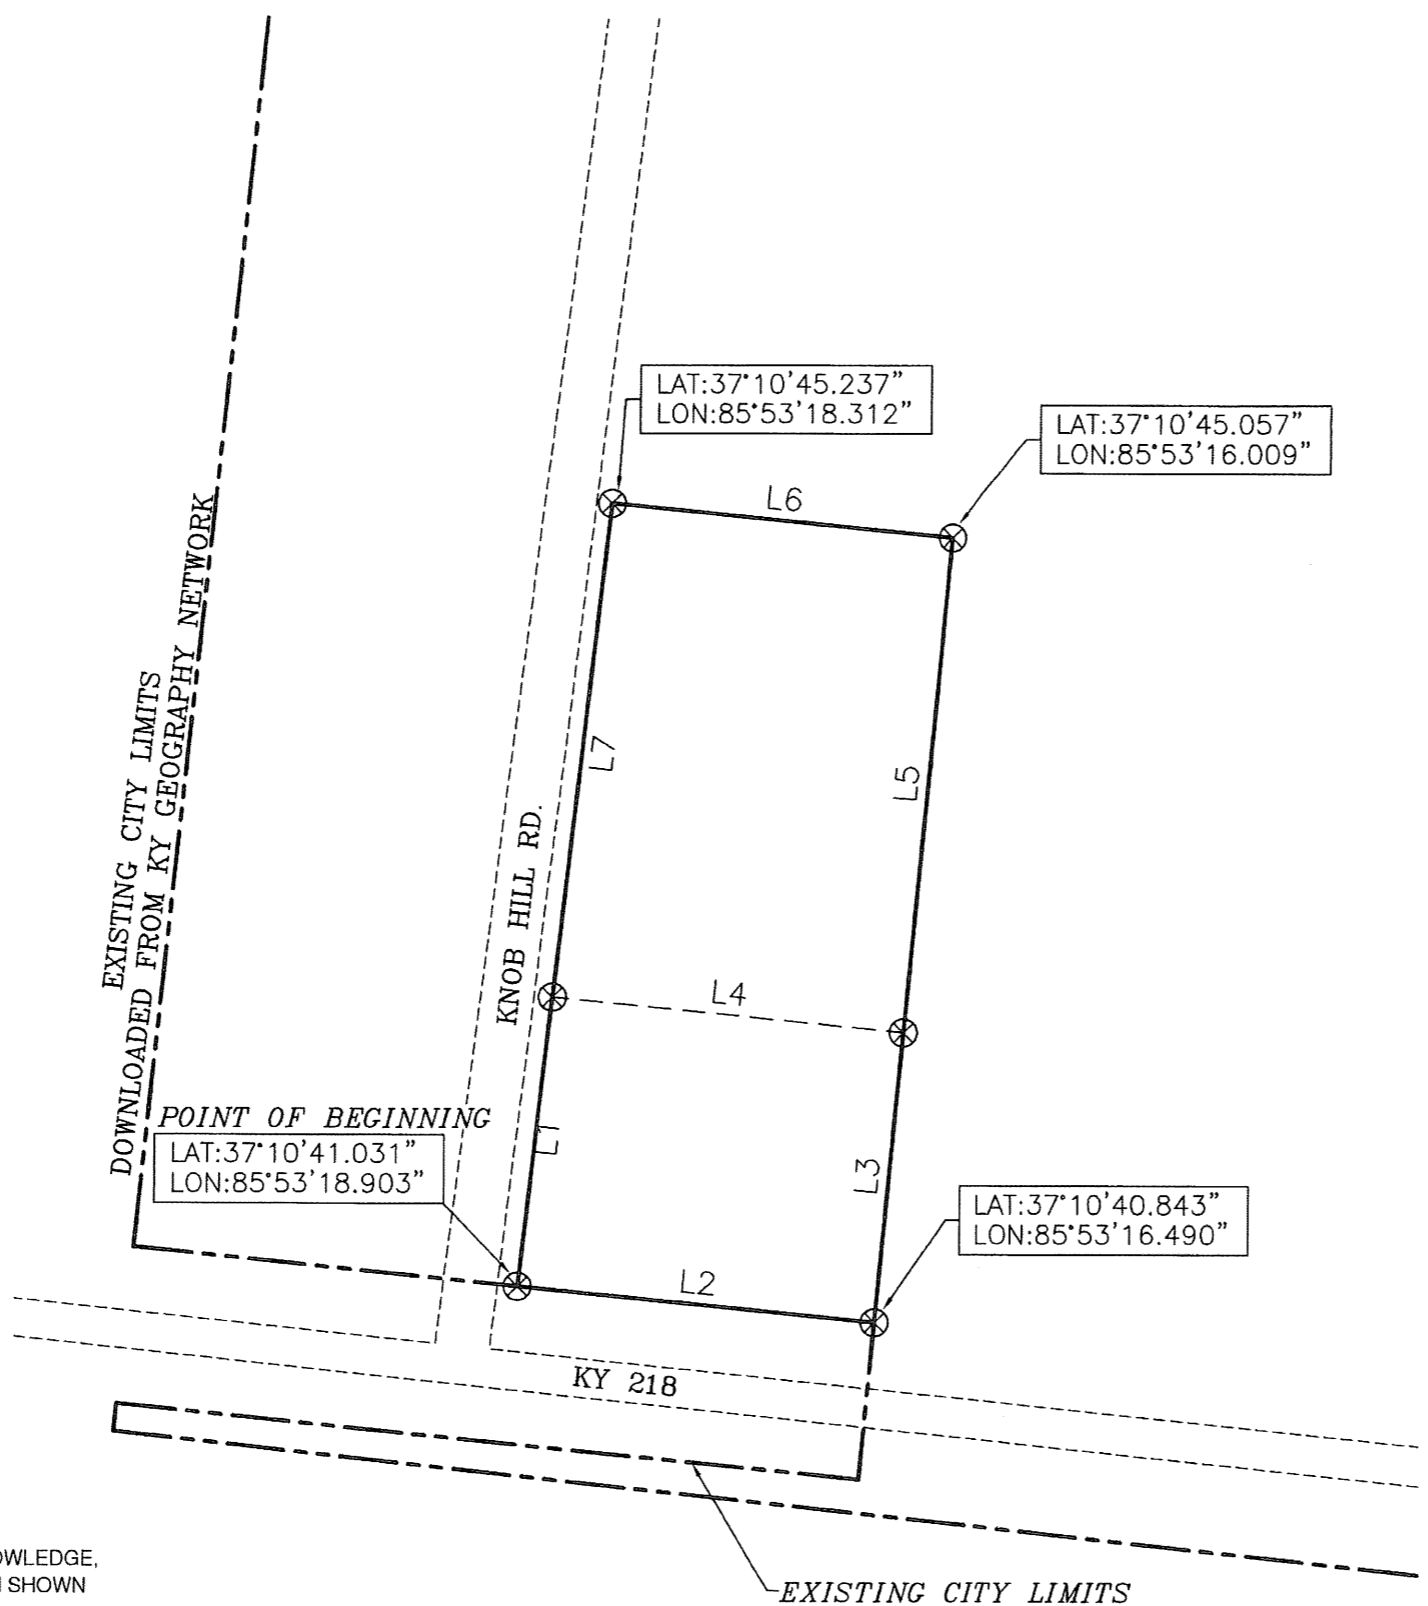 LAT:37°10'45.237"
LON:85°53'18.312"
LAT:37°10'45.057"
LON:85°53'16.009"
L6
EXISTING CITY LIMITS
DOWNLOADED FROM KY GEOGRAPHY NETWORK
L7
L5
KNOB HILL RD.
L4
POINT OF BEGINNING
LAT:37°10'41.031"
LON:85°53'18.903"
L1
L3
LAT:37°10'40.843"
LON:85°53'16.490"
L2
KY 218
OWLEDGE,
SHOWN
EXISTING CITY LIMITS